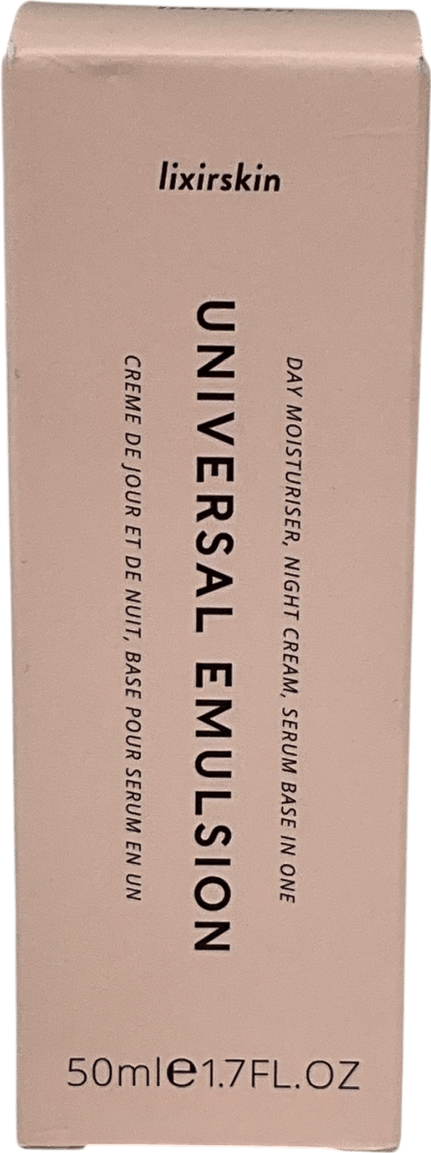 lixirskin
DAY MOISTURISER, NIGHT CREAM, SERUM BASE IN ONE
UNIVERSAL EMULSION
CREME DE JOUR ET DE NUIT, BASE POUR SERUM EN UN
50ml℮1.7FL.OZ